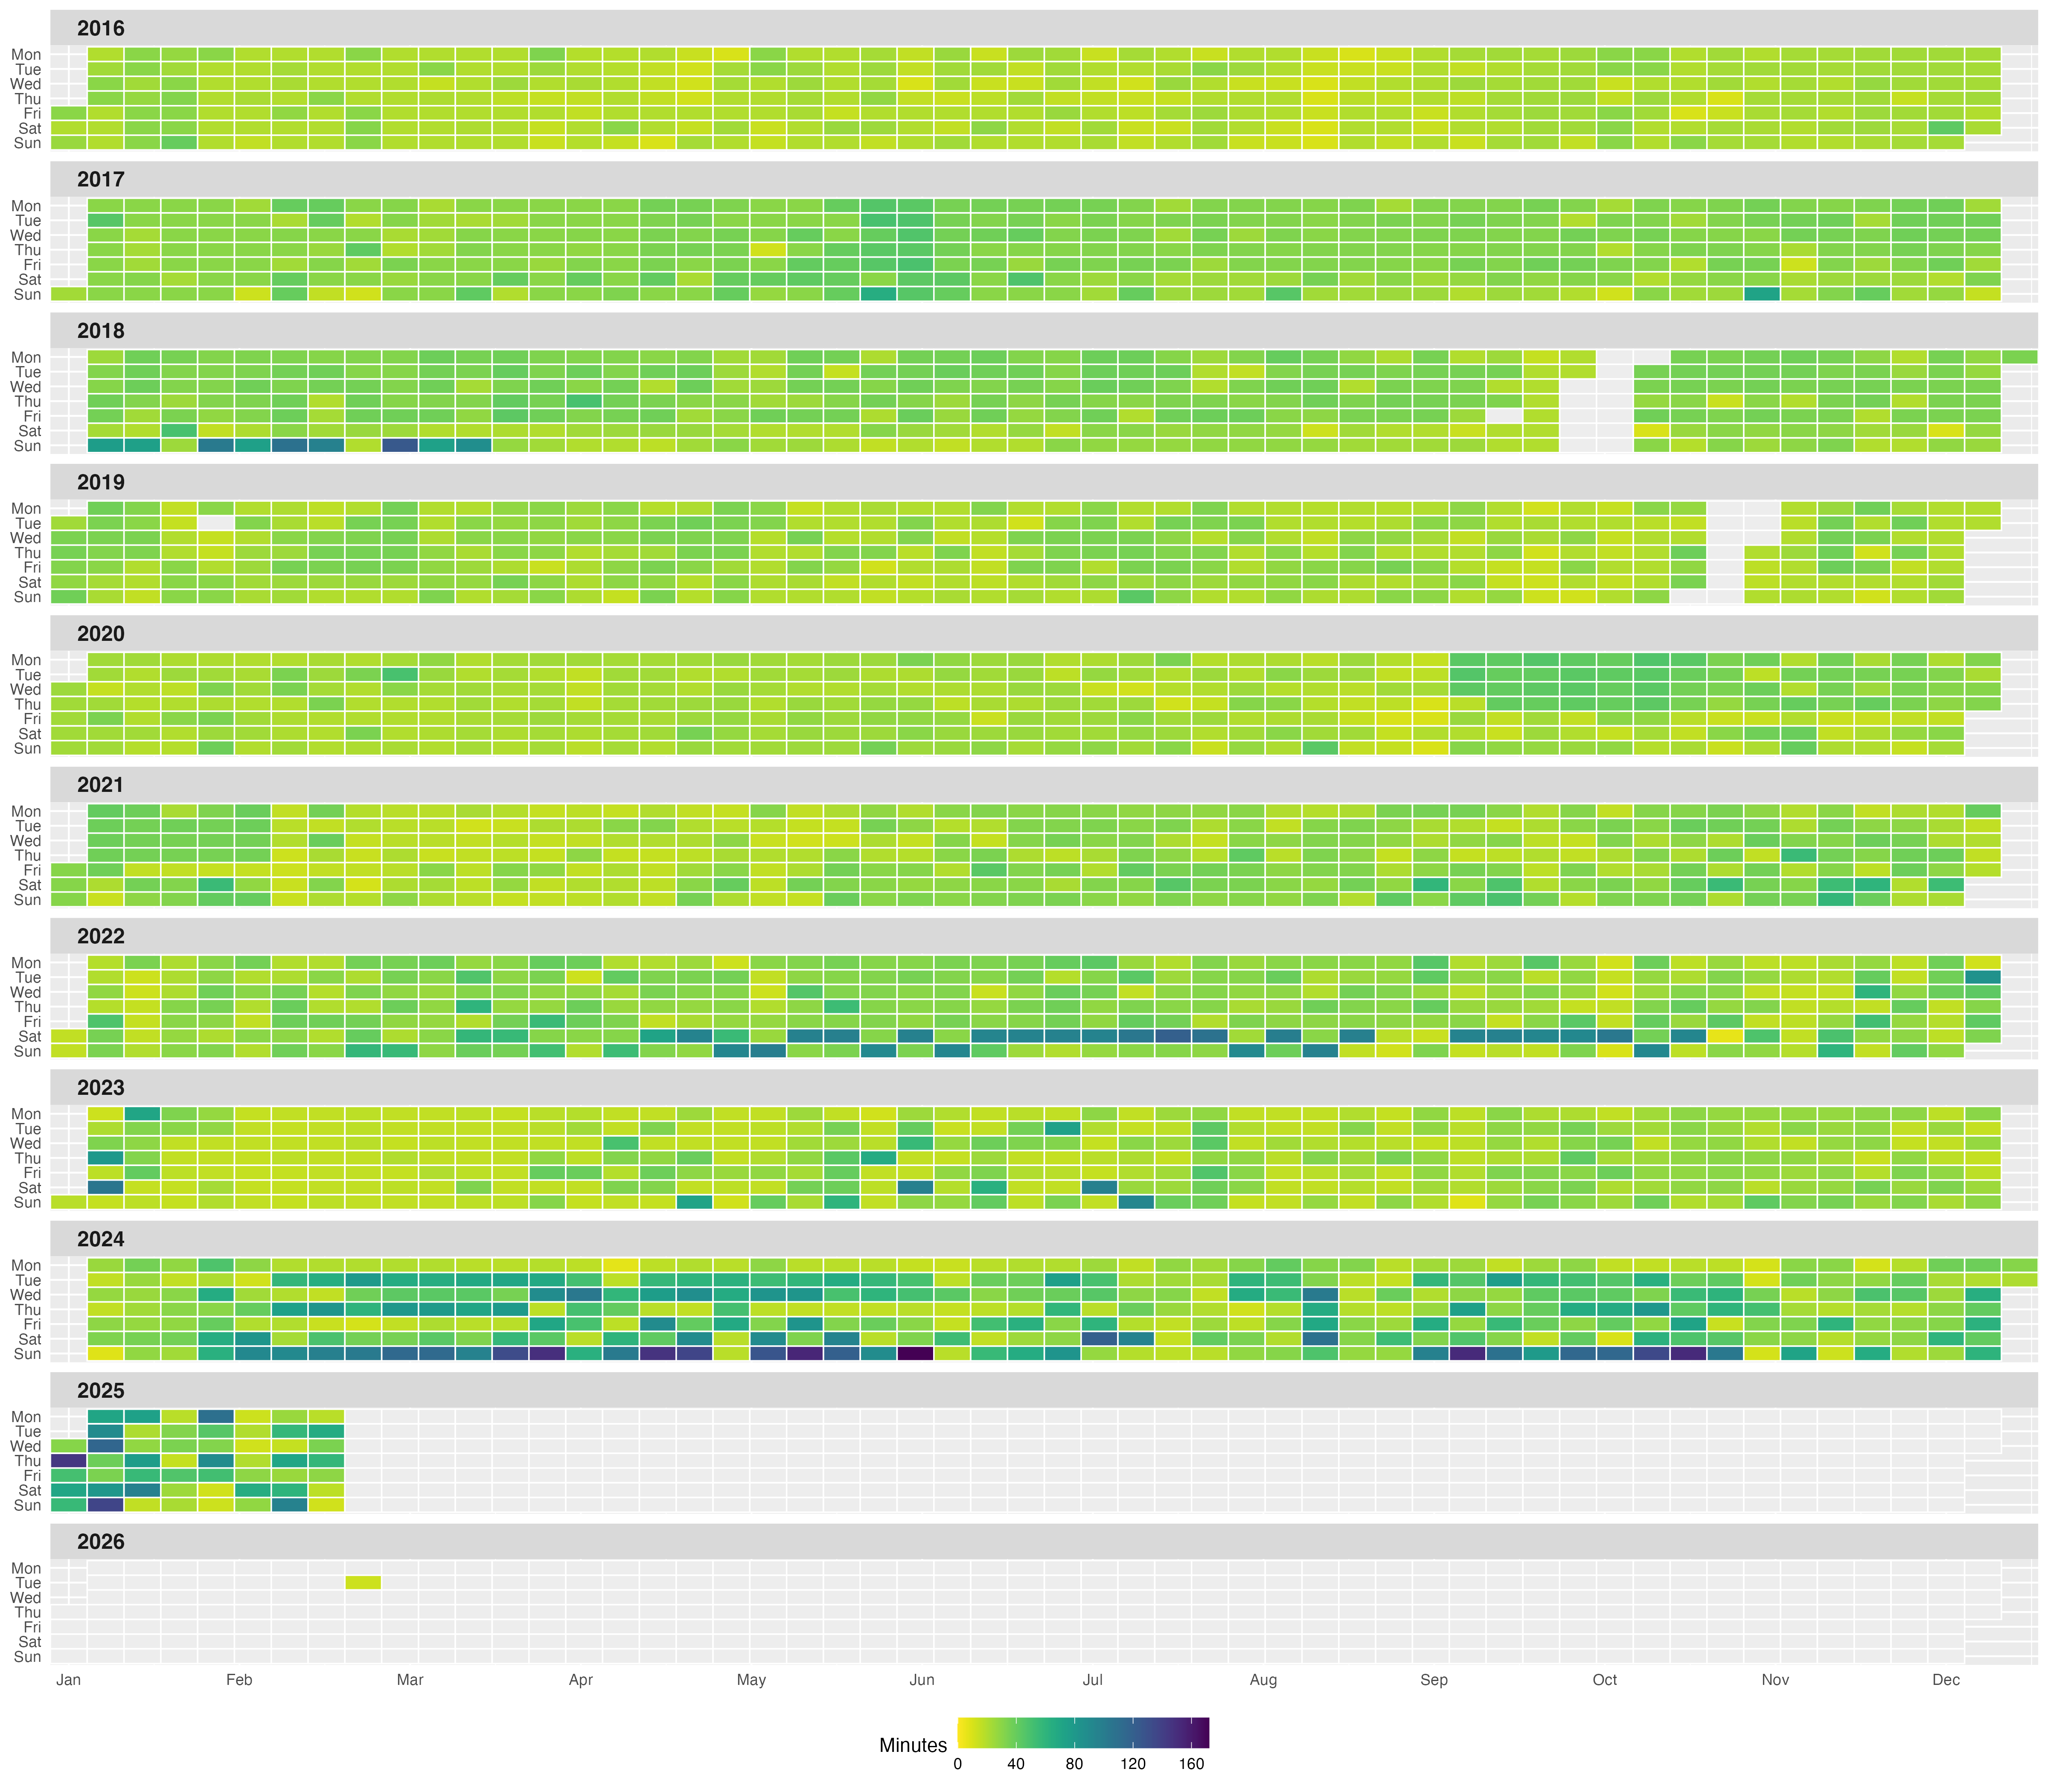 2016
Mon
Tue
Wed
Thu
Fri
Sat
Sun
2017
Mon
Tue
Wed
Thu
Fri
Sat
Sun
2018
Mon
Tue
Wed
Thu
Fri
Sat
Sun
2019
Mon
Tue
Wed
Thu
Fri
Sat
Sun
2020
Mon
Tue
Wed
Thu
Fri
Sat
Sun
2021
Mon
Tue
Wed
Thu
Fri
Sat
Sun
2022
Mon
Tue
Wed
Thu
Fri
Sat
Sun
2023
Mon
Tue
Wed
Thu
Fri
Sat
Sun
2024
Mon
Tue
Wed
Thu
Fri
Sat
Sun
2025
Mon
Tue
Wed
Thu
Fri
Sat
Sun
2026
Mon
Tue
Wed
Thu
Fri
Sat
Sun
Jan Feb Mar Apr May Jun Jul Aug Sep Oct Nov Dec
Minutes
0 40 80 120 160